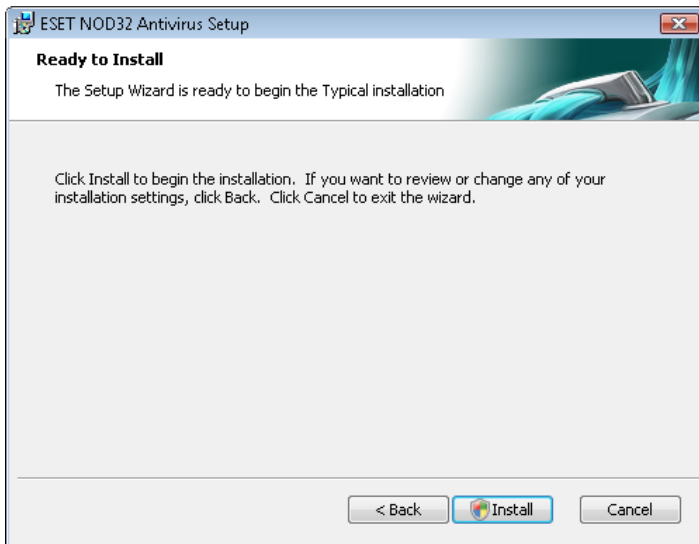 ESET NOD32 Antivirus Setup
Ready to Install
The Setup Wizard is ready to begin the Typical installation
Click Install to begin the installation.  If you want to review or change any of your
installation settings, click Back.  Click Cancel to exit the wizard.
< Back
Install
Cancel